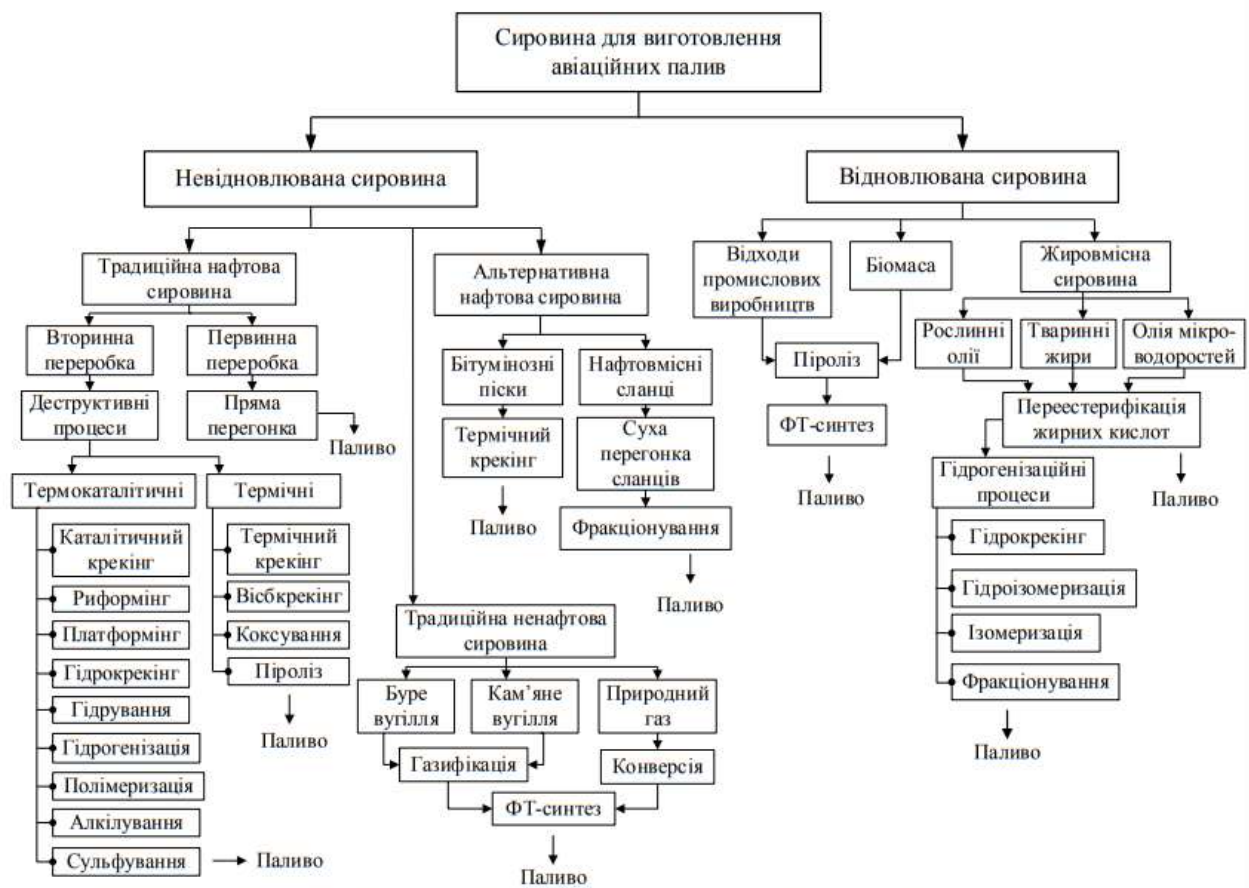 Сировина для виготовлення
авіаційних палив
Невідновлювана сировина
Відновлювана сировина
Традиційна нафтова
сировина
Альтернативна
нафтова сировина
Відходи
промислових
виробництв
Біомаса
Жировмісна
сировина
Вторинна
переробка
Первинна
переробка
Бітумінозні
піски
Нафтовмісні
сланці
Піроліз
Рослинні
олії
Тваринні
жири
Олія мікро-
водоростей
Деструктивні
процеси
Пряма
перегонка
Паливо
Термічний
крекінг
Суха
перегонка
сланців
ФТ-синтез
Переестерифікація
жирних кислот
Термокаталітичні
Термічні
Паливо
Фракціонування
Паливо
Паливо
Гідрогенізаційні
процеси
Паливо
Каталітичний
крекінг
Риформінг
Платформінг
Гідрокрекінг
Гідрування
Гідрогенізація
Полімеризація
Алкілування
Сульфування
Паливо
Термічний
крекінг
Вісбкрекінг
Коксування
Піроліз
Паливо
Традиційна ненафтова
сировина
Буре
вугілля
Кам’яне
вугілля
Природний
газ
Газифікація
Конверсія
ФТ-синтез
Паливо
Гідрокрекінг
Гідроізомеризація
Ізомеризація
Фракціонування
Паливо